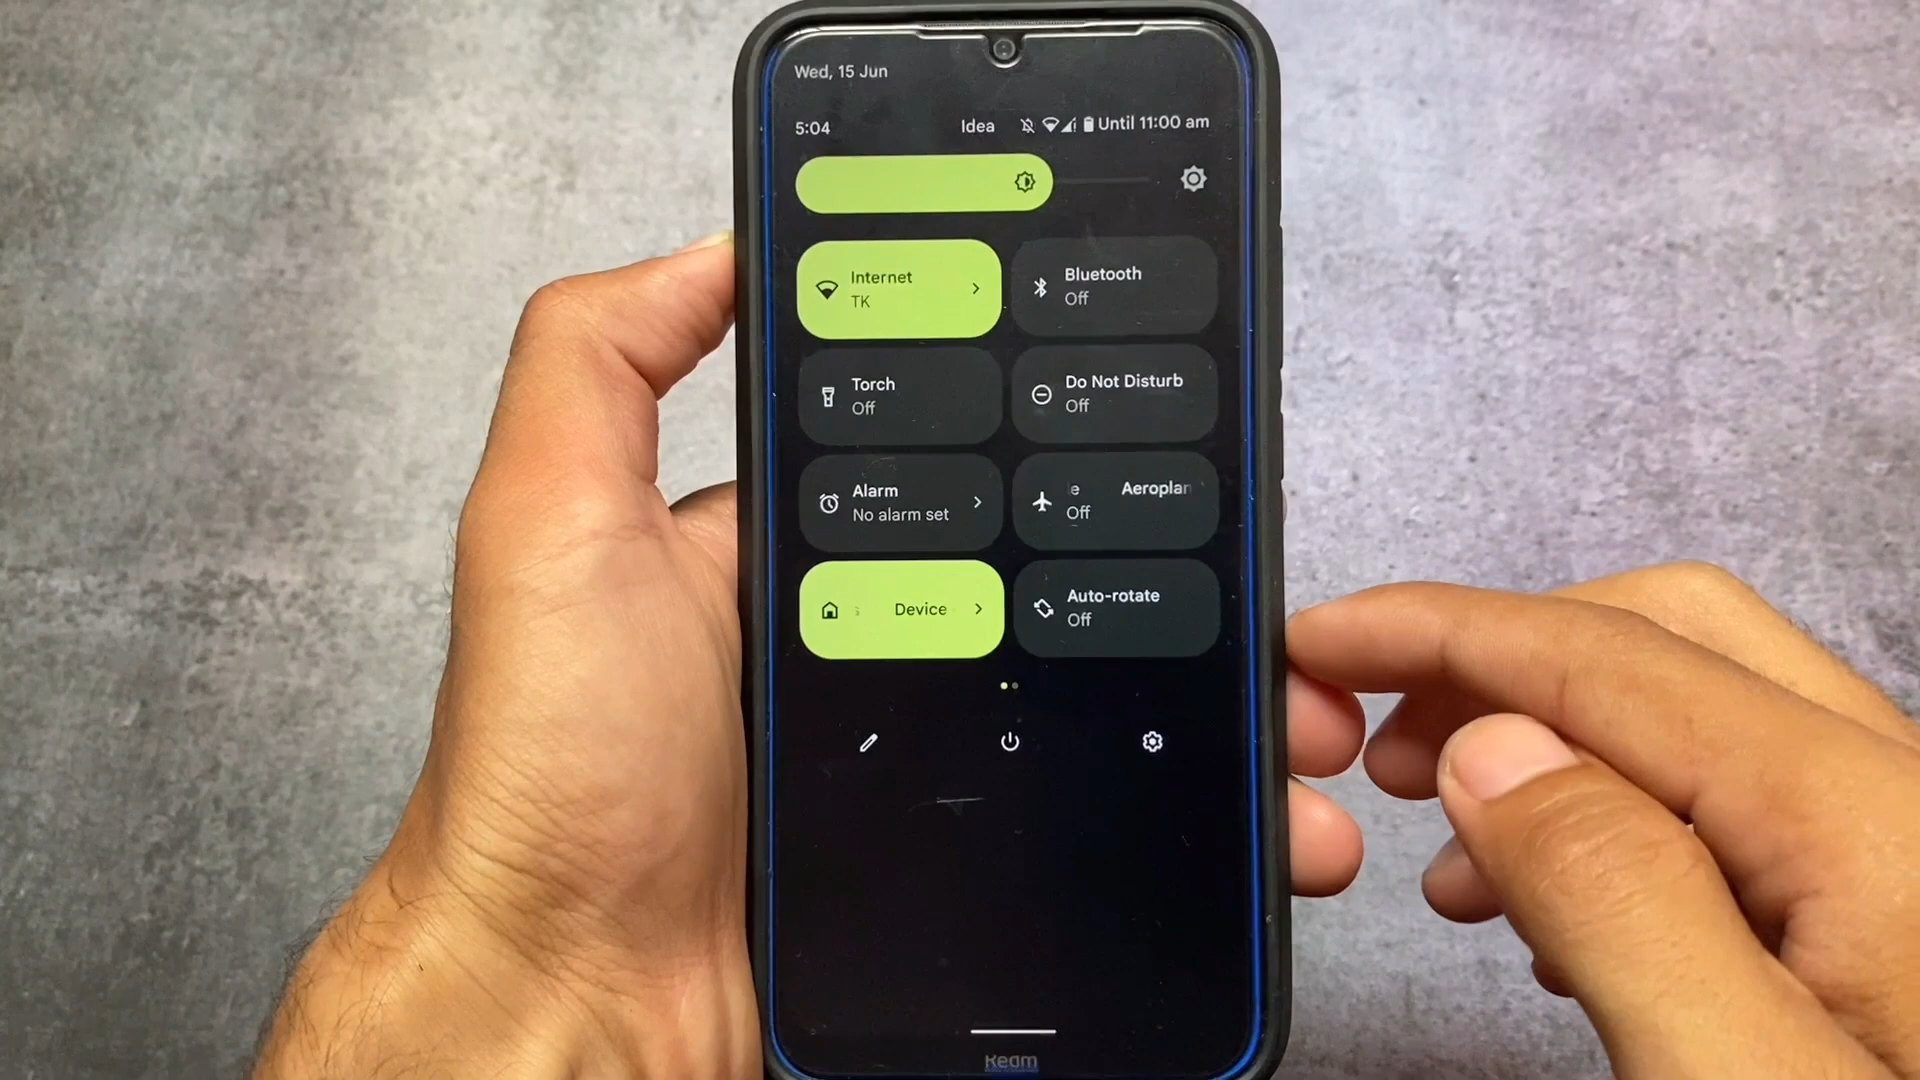 Wed, 15 Jun
5:04 Idea Until 11:00 am
Internet
TK
Bluetooth
Off
Torch
Off
Do Not Disturb
Off
Alarm
No alarm set
e Aeroplan
Off
s Device
Auto-rotate
Off